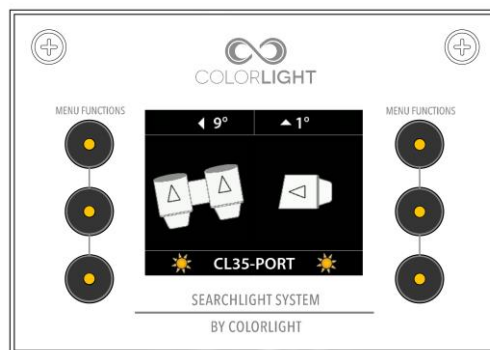 COLORLIGHT
MENU FUNCTIONS
MENU FUNCTIONS
9°
1°
CL35-PORT
SEARCHLIGHT SYSTEM
BY COLORLIGHT